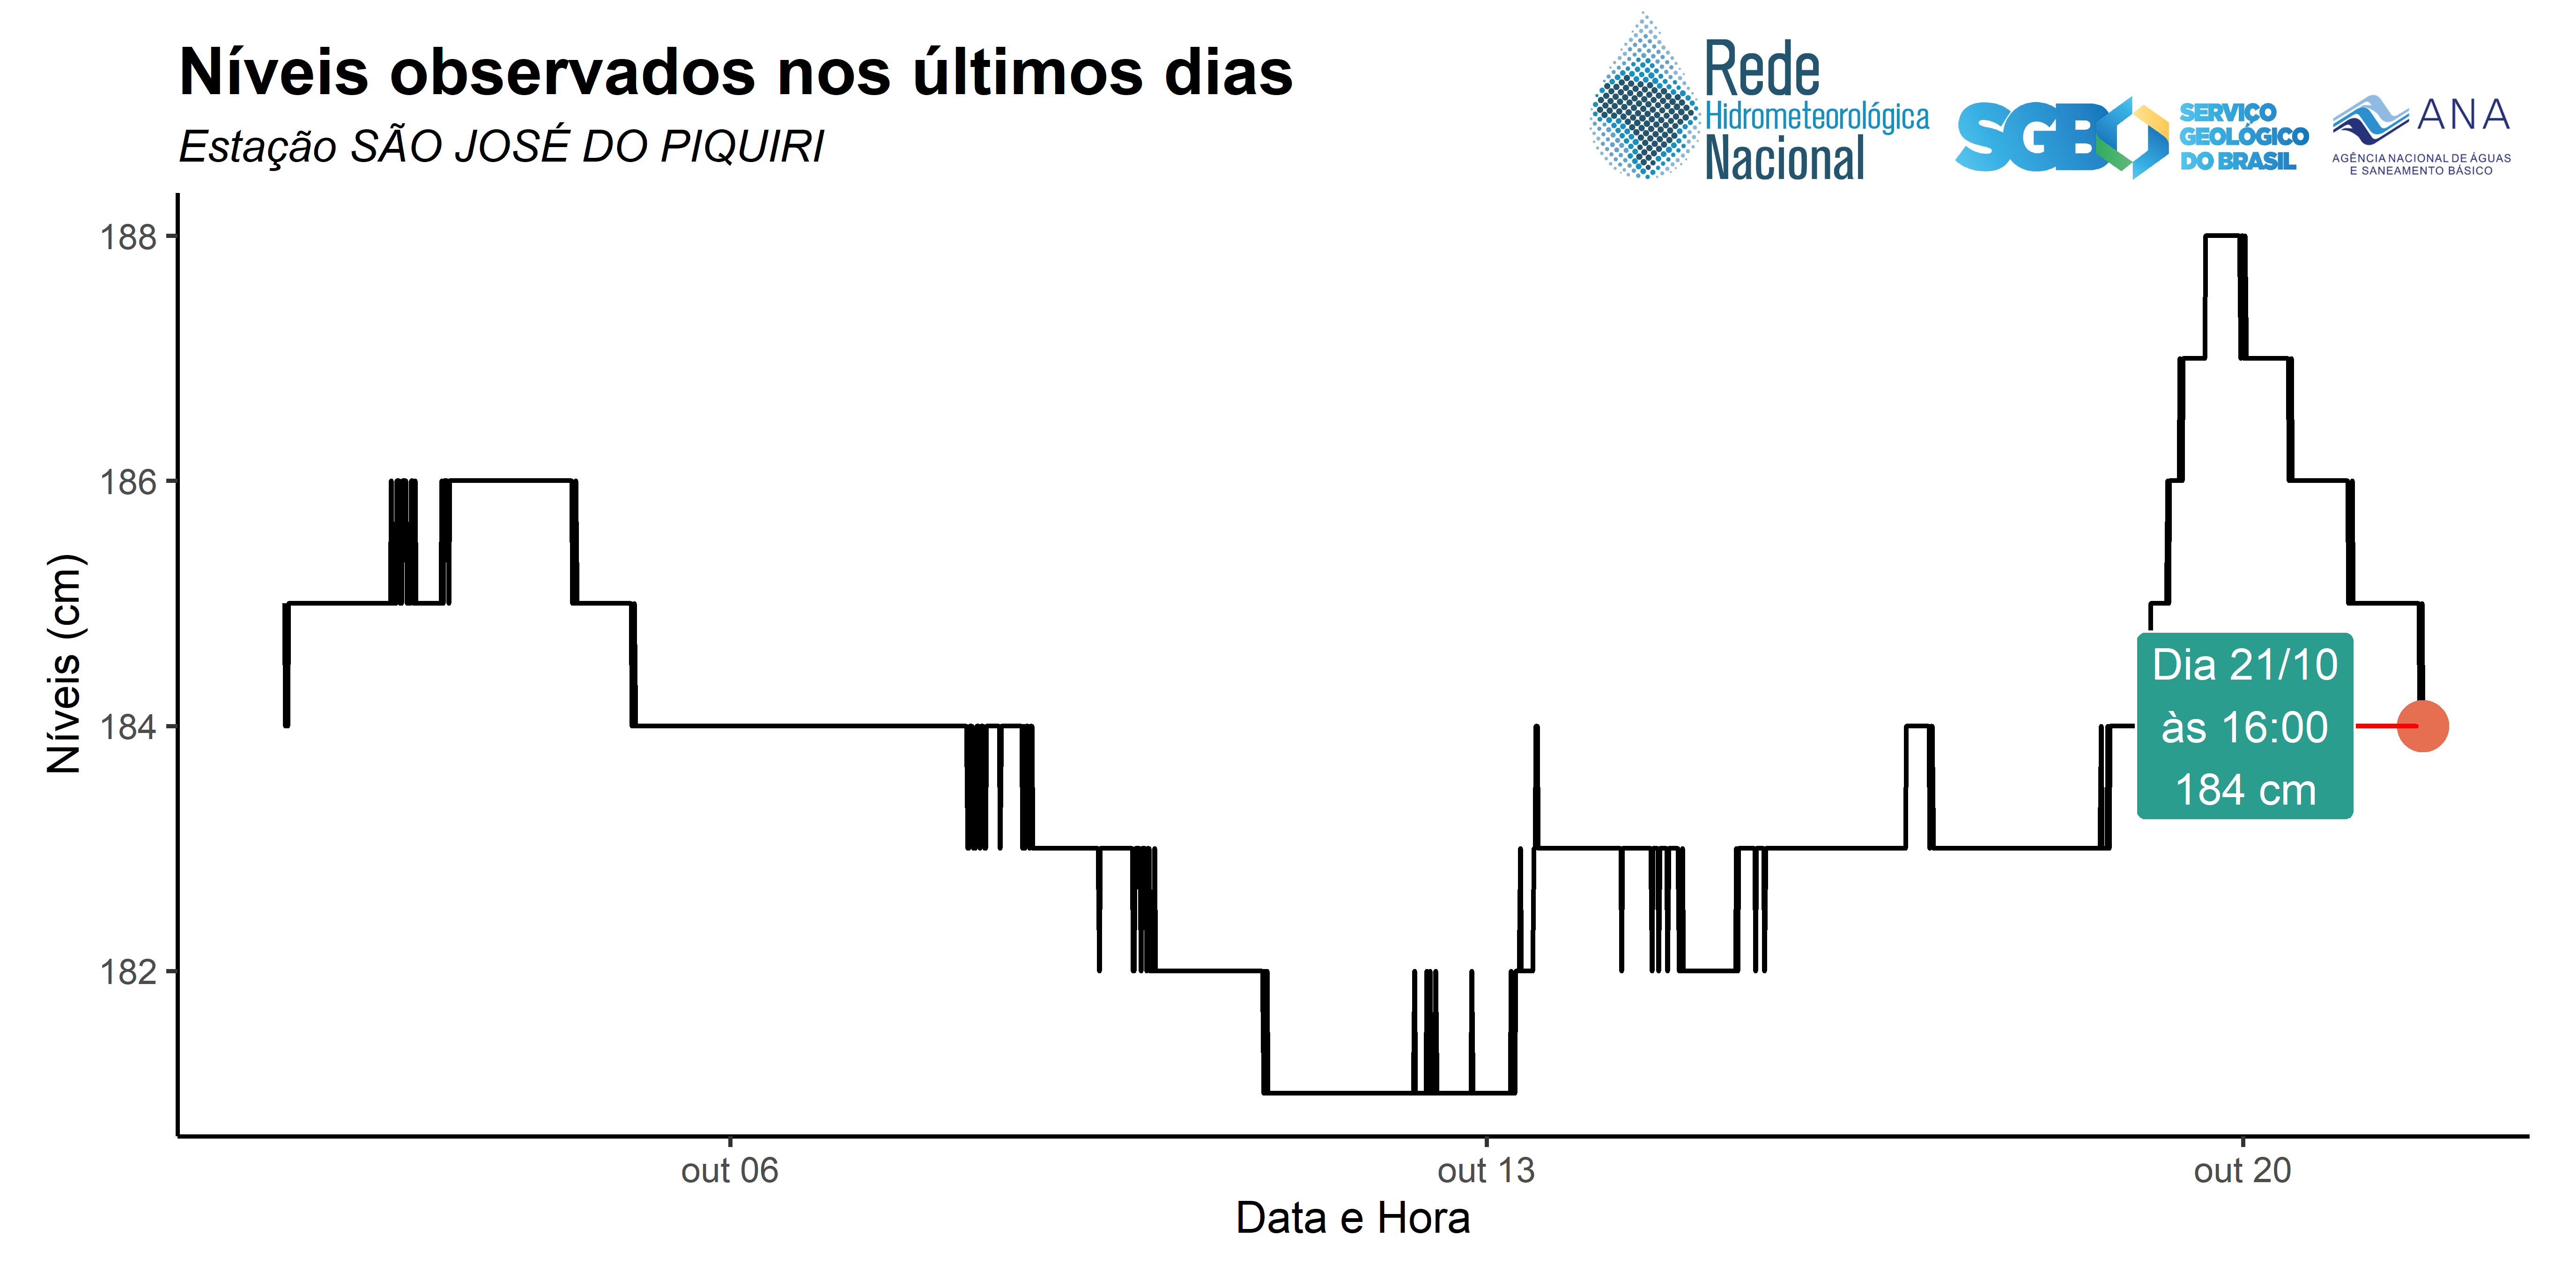 Níveis observados nos últimos dias
Estação SÃO JOSÉ DO PIQUIRI
Rede
Hidrometeorológica
Nacional
SGB
SERVIÇO
GEOLÓGICO
DO BRASIL
ANA
AGÊNCIA NACIONAL DE ÁGUAS
E SANEAMENTO BÁSICO
188
186
184
182
Níveis (cm)
Dia 21/10
às 16:00
184 cm
out 06
out 13
out 20
Data e Hora